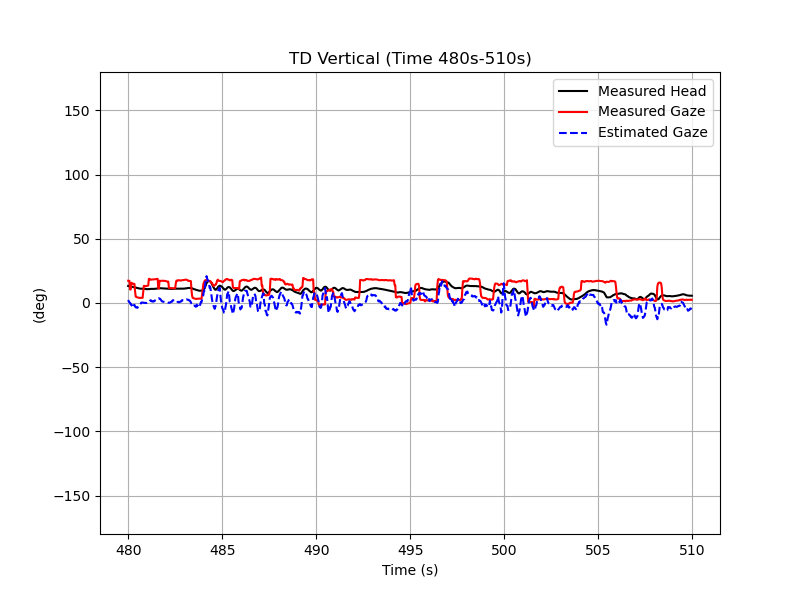 TD Vertical (Time 480s-510s)
Measured Head
Measured Gaze
Estimated Gaze
150
100
50
0
−50
−100
−150
(deg)
480
485
490
495
500
505
510
Time (s)